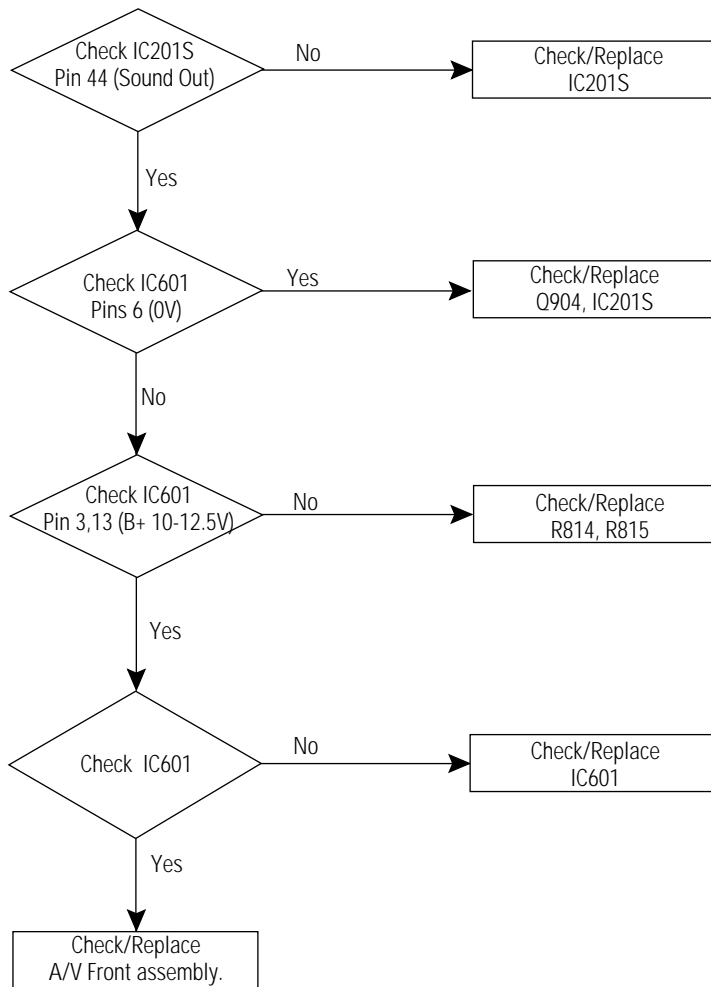 Check IC201S
Pin 44 (Sound Out)
No
Check/Replace
IC201S
Yes
Check IC601
Pins 6 (0V)
Yes
Check/Replace
Q904, IC201S
No
Check IC601
Pin 3,13 (B+ 10-12.5V)
No
Check/Replace
R814, R815
Yes
Check IC601
No
Check/Replace
IC601
Yes
Check/Replace
A/V Front assembly.